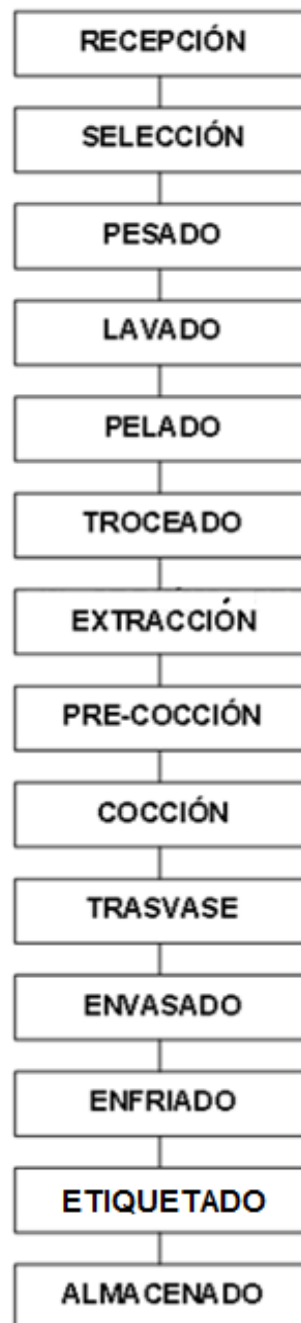 RECEPCIÓN
SELECCIÓN
PESADO
LAVADO
PELADO
TROCEADO
EXTRACCIÓN
PRE-COCCIÓN
COCCIÓN
TRASVASE
ENVASADO
ENFRIADO
ETIQUETADO
ALMACENADO